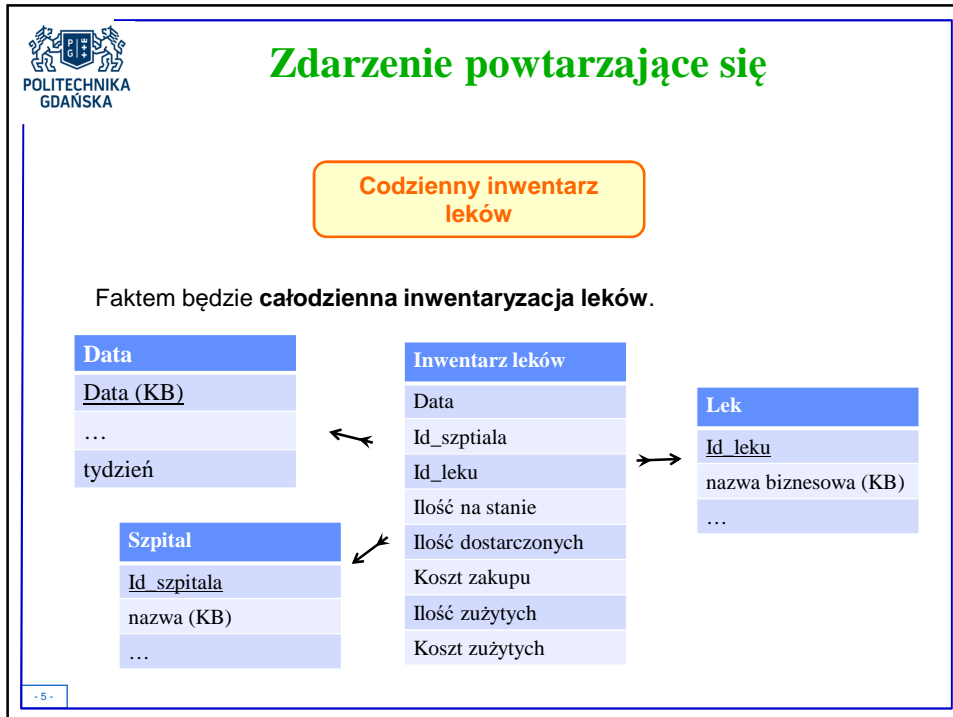 P G
POLITECHNIKA
GDAŃSKA
Zdarzenie powtarzające się
Codzienny inwentarz
leków
Faktem będzie całodzienna inwentaryzacja leków.
Data
Data (KB)
…
tydzień
Szpital
Id_szpitala
nazwa (KB)
…
Inwentarz leków
Data
Id_szptiala
Id_leku
Ilość na stanie
Ilość dostarczonych
Koszt zakupu
Ilość zużytych
Koszt zużytych
Lek
Id_leku
nazwa biznesowa (KB)
…
- 5 -